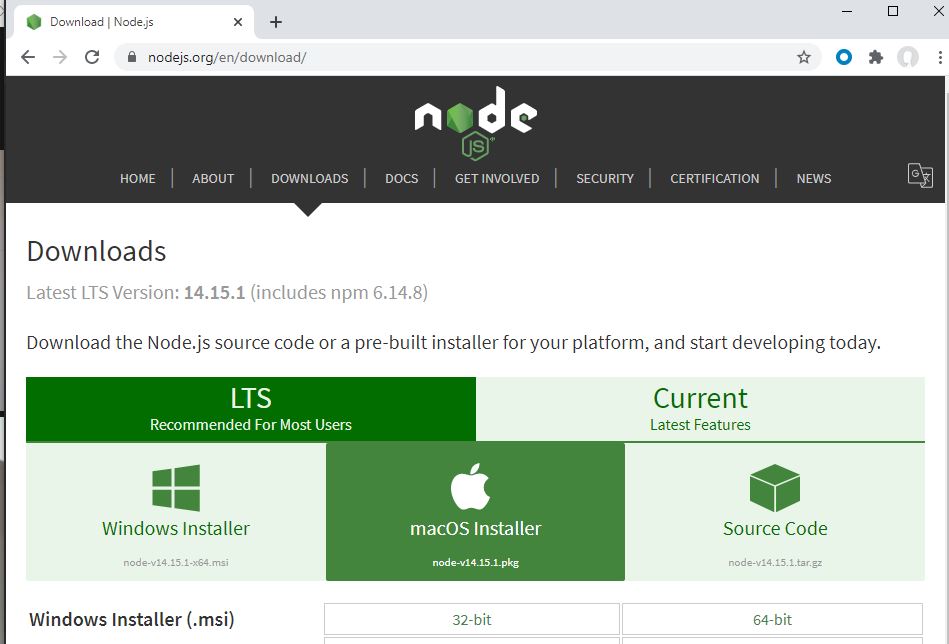 Download | Node.js
nodejs.org/en/download/
node
JS
HOME ABOUT DOWNLOADS DOCS GET INVOLVED SECURITY CERTIFICATION NEWS
Downloads
Latest LTS Version: 14.15.1 (includes npm 6.14.8)
Download the Node.js source code or a pre-built installer for your platform, and start developing today.
LTS
Recommended For Most Users
Current
Latest Features
Windows Installer
node-v14.15.1-x64.msi
macOS Installer
node-v14.15.1.pkg
Source Code
node-v14.15.1.tar.gz
Windows Installer (.msi) 32-bit 64-bit